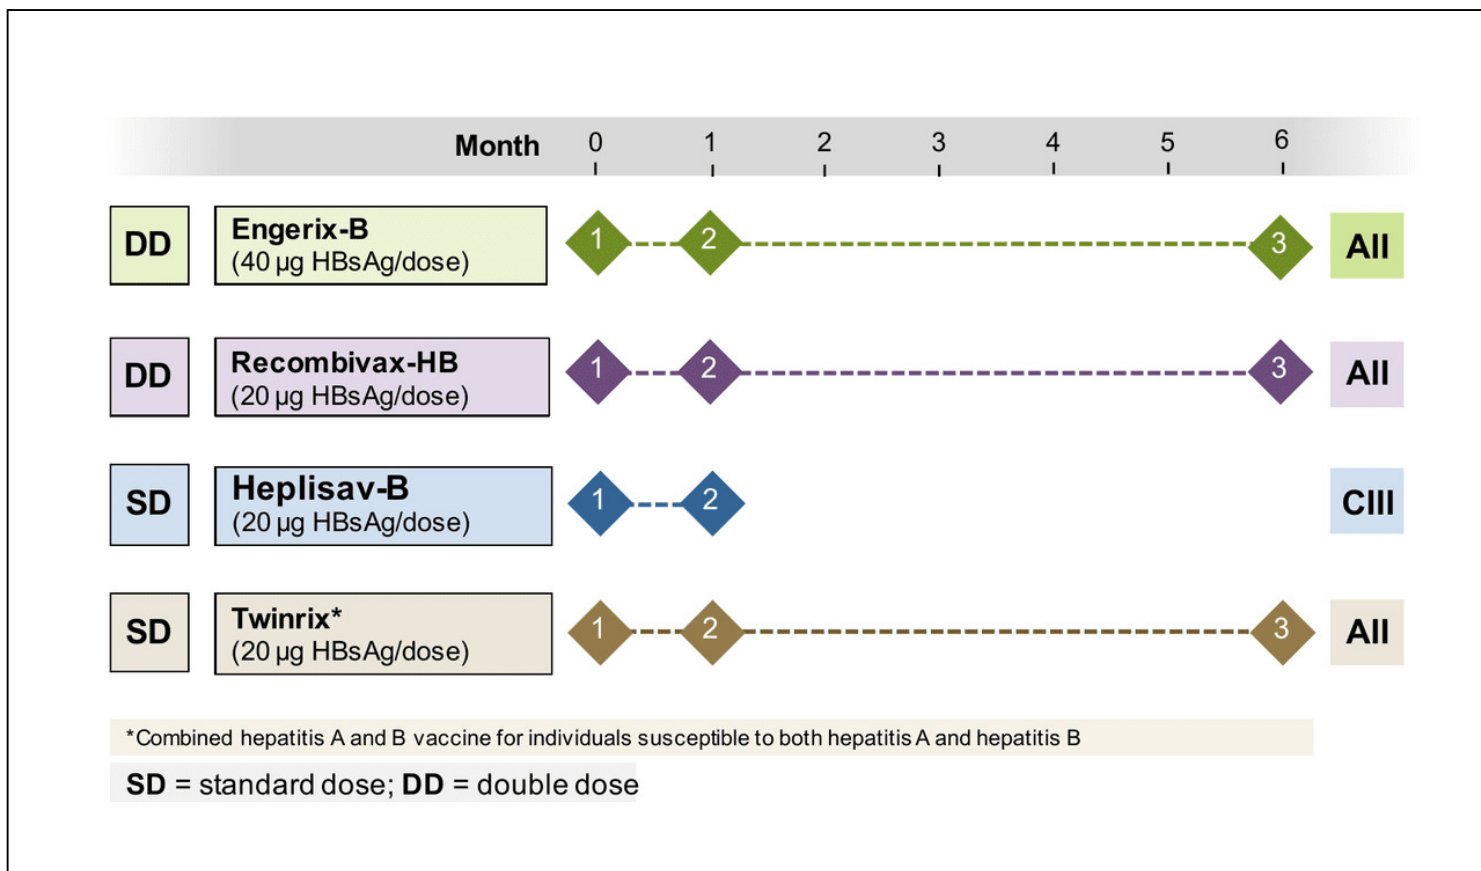 Month 0 1 2 3 4 5 6
DD Engerix-B 1 2 3 AII
(40 µg HBsAg/dose)
DD Recombivax-HB 1 2 3 AII
(20 µg HBsAg/dose)
SD Heplisav-B 1 2 CIII
(20 µg HBsAg/dose)
SD Twinrix* 1 2 3 AII
(20 µg HBsAg/dose)
*Combined hepatitis A and B vaccine for individuals susceptible to both hepatitis A and hepatitis B
SD = standard dose; DD = double dose